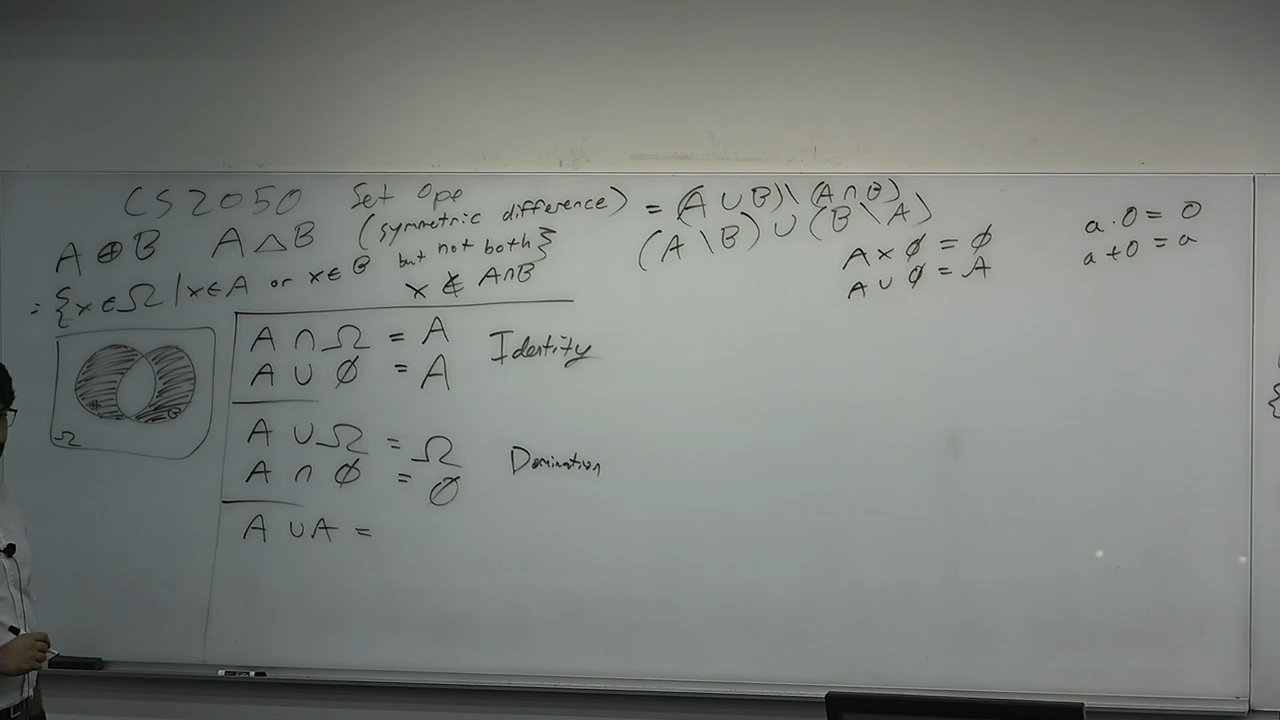 CS2050 Set Ope
A ⊕ B A △ B (symmetric difference) = (A ∪ B) \ (A ∩ B)
(A \ B) ∪ (B \ A)
= {x ∈ Ω | x ∈ A or x ∈ B but not both}
x ∉ A∩B
A × ∅ = ∅
A ∪ ∅ = A
a · 0 = 0
a + 0 = a
Ω
A ∩ Ω = A
A ∪ ∅ = A
Identity
A ∪ Ω = Ω
A ∩ ∅ = ∅
Domination
A ∪ A =